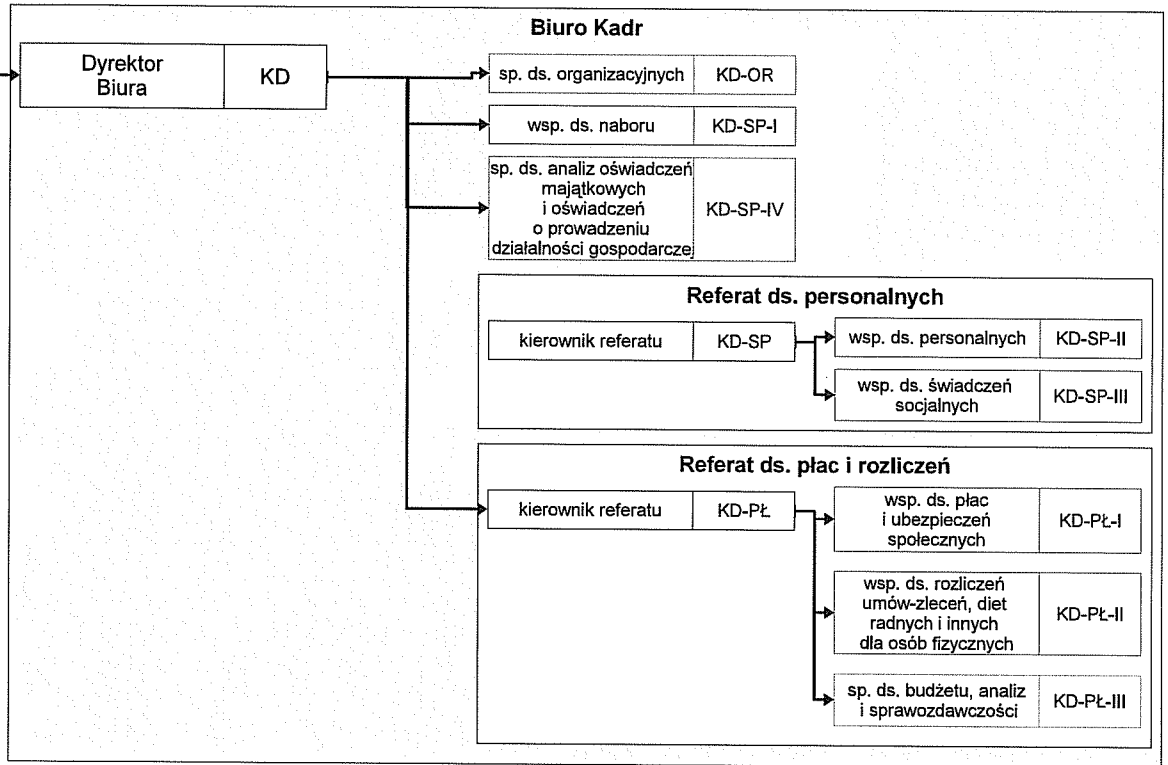 Biuro Kadr
Dyrektor
Biura
KD
sp. ds. organizacyjnych
KD-OR
wsp. ds. naboru
KD-SP-I
sp. ds. analiz oświadczeń
majątkowych
i oświadczeń
o prowadzeniu
działalności gospodarczej
KD-SP-IV
Referat ds. personalnych
kierownik referatu
KD-SP
wsp. ds. personalnych
KD-SP-II
wsp. ds. świadczeń
socjalnych
KD-SP-III
Referat ds. płac i rozliczeń
kierownik referatu
KD-PŁ
wsp. ds. płac
i ubezpieczeń
społecznych
KD-PŁ-I
wsp. ds. rozliczeń
umów-zleceń, diet
radnych i innych
dla osób fizycznych
KD-PŁ-II
sp. ds. budżetu, analiz
i sprawozdawczości
KD-PŁ-III